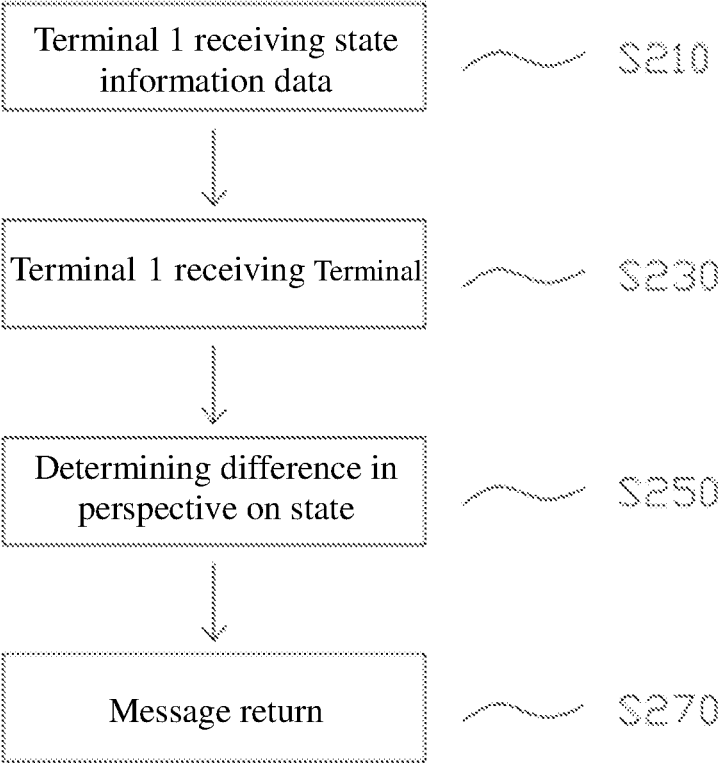 Terminal 1 receiving state
information data
S210
Terminal 1 receiving Terminal
S230
Determining difference in
perspective on state
S250
Message return
S270